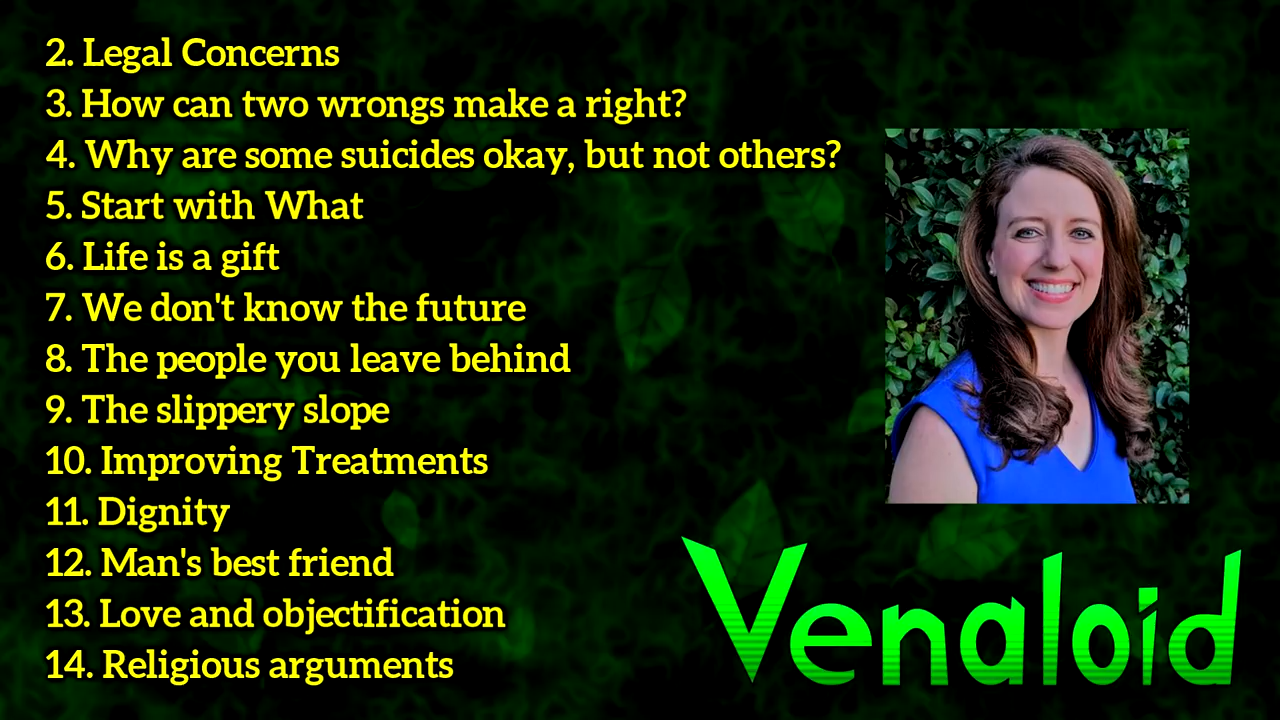 2. Legal Concerns
3. How can two wrongs make a right?
4. Why are some suicides okay, but not others?
5. Start with What
6. Life is a gift
7. We don't know the future
8. The people you leave behind
9. The slippery slope
10. Improving Treatments
11. Dignity
12. Man's best friend
13. Love and objectification
14. Religious arguments
Venaloid